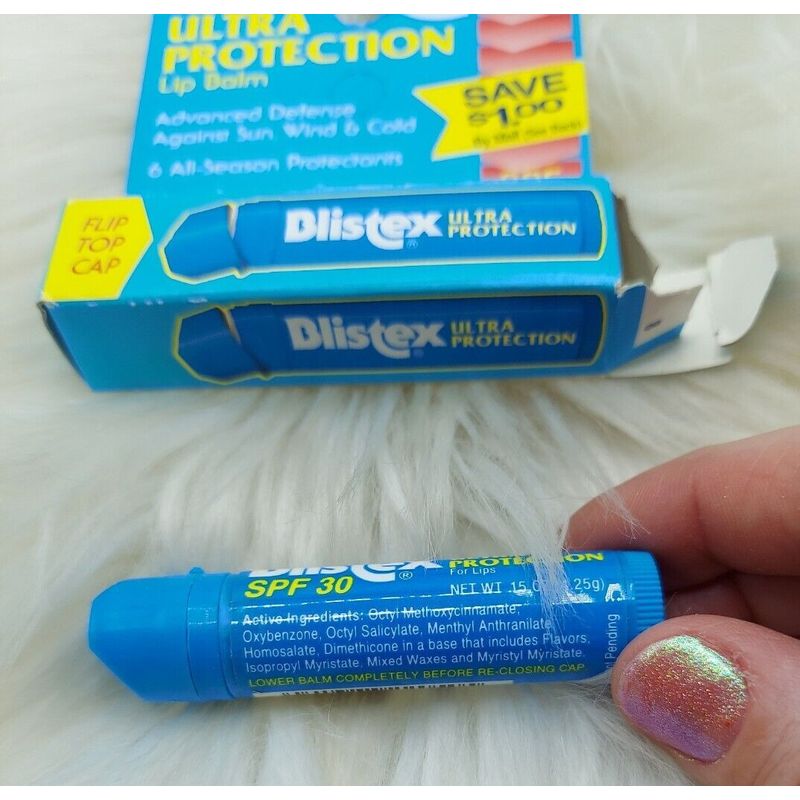 ULTRA
PROTECTION
Lip Balm
Advanced Defense
Against Sun, Wind & Cold
6 All-Season Protectants
SAVE
$1.00
FLIP
TOP
CAP
Blistex ULTRA
PROTECTION
Blistex ULTRA
PROTECTION
Blistex PROTECTION
SPF 30 For Lips
NET WT .15
Active Ingredients: Octyl Methoxycinnamate,
Oxybenzone, Octyl Salicylate, Menthyl Anthranilate,
Homosalate, Dimethicone in a base that includes Flavors,
Isopropyl Myristate, Mixed Waxes and Myristyl Myristate.
LOWER BALM COMPLETELY BEFORE RE-CLOSING CAP
Pending